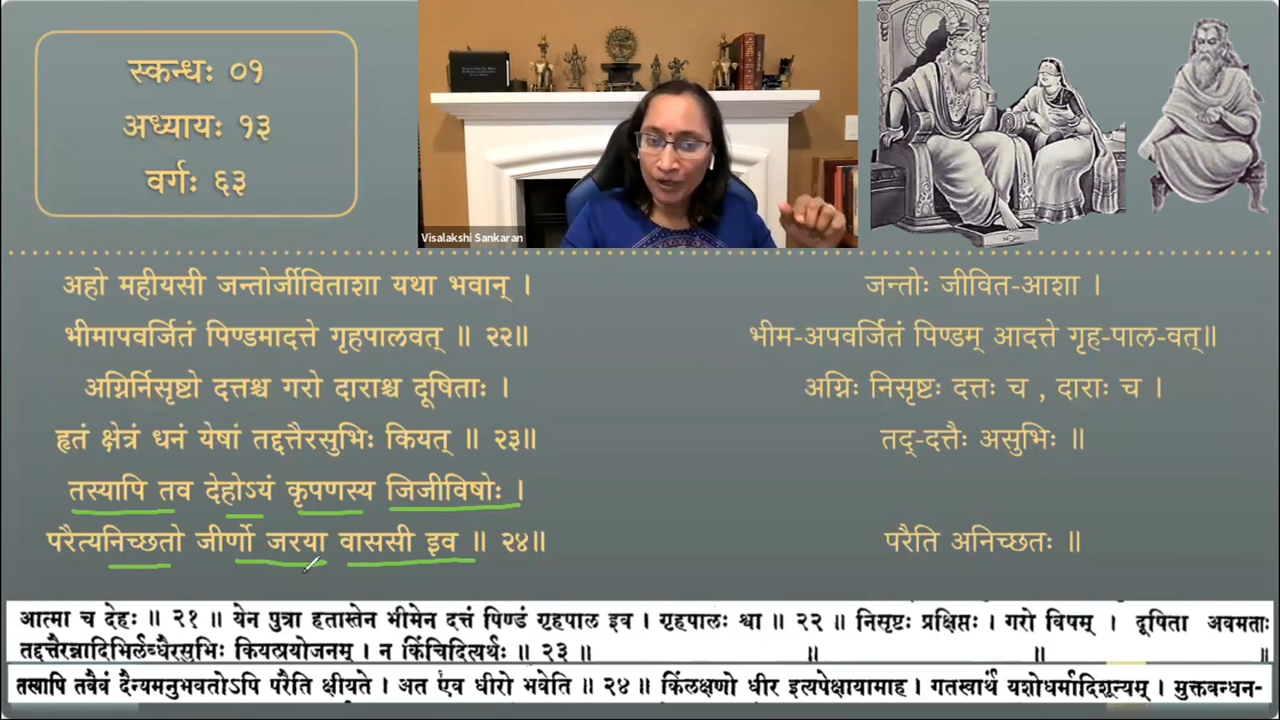 स्कन्धः ०१
अध्यायः १३
वर्गः ६३
Visalakshi Sankaran
अहो महीयसी जन्तोर्जीविताशा यथा भवान् ।
भीमापवर्जितं पिण्डमादत्ते गृहपालवत् ॥ २२॥
अग्निर्निसृष्टो दत्तश्च गरो दाराश्च दूषिताः ।
हृतं क्षेत्रं धनं येषां तद्दत्तैरसुभिः कियत् ॥ २३॥
तस्यापि तव देहोऽयं कृपणस्य जिजीविषोः ।
परैत्यनिच्छतो जीर्णो जरया वाससी इव ॥ २४॥
जन्तोः जीवित-आशा ।
भीम-अपवर्जितं पिण्डम् आदत्ते गृह-पाल-वत्॥
अग्निः निसृष्टः दत्तः च , दाराः च ।
तद्-दत्तैः असुभिः ॥
परैति अनिच्छतः ॥
आत्मा च देहः ॥ २१ ॥ येन पुत्रा हतास्तेन भीमेन दत्तं पिण्डं गृहपाल इव । गृहपालः श्वा ॥ २२ ॥ निसृष्टः प्रक्षिप्तः । गरो विषम् । दूषिता अवमताः
तद्दत्तैरन्नादिभिर्लब्धैरसुभिः कियत्प्रयोजनम् । न किंचिदित्यर्थः ॥ २३ ॥ ॥ ॥ ॥
तस्यापि तवैवं दैन्यमनुभवतोऽपि परैति क्षीयते । अत एव धीरो भवेति ॥ २४ ॥ किंलक्षणो धीर इत्यपेक्षायामाह । गतस्वार्थं यशोधर्मादिशून्यम् । मुक्तबन्धन-